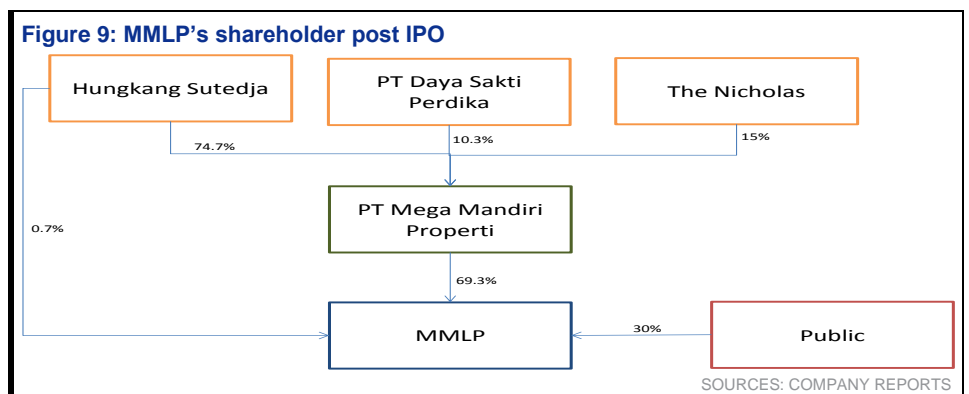 Figure 9: MMLP's shareholder post IPO
Hungkang Sutedja
PT Daya Sakti
Perdika
The Nicholas
74.7%
10.3%
15%
PT Mega Mandiri
Properti
0.7%
69.3%
MMLP
30%
Public
SOURCES: COMPANY REPORTS